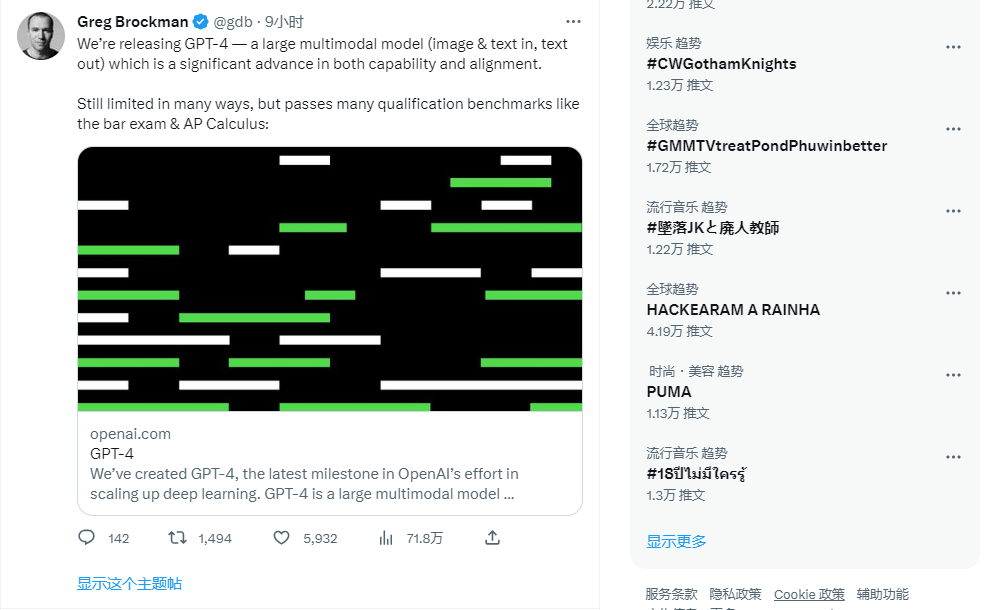 Greg Brockman @gdb · 9小时
We’re releasing GPT-4 — a large multimodal model (image & text in, text
out) which is a significant advance in both capability and alignment.
Still limited in many ways, but passes many qualification benchmarks like
the bar exam & AP Calculus:
openai.com
GPT-4
We’ve created GPT-4, the latest milestone in OpenAI’s effort in
scaling up deep learning. GPT-4 is a large multimodal model ...
142 1,494 5,932 71.8万
显示这个主题帖
2.22万 推文
娱乐 趋势
#CWGothamKnights
1.23万 推文
全球趋势
#GMMTVtreatPondPhuwinbetter
1.72万 推文
流行音乐 趋势
#墜落JKと廃人教師
1.22万 推文
全球趋势
HACKEARAM A RAINHA
4.19万 推文
时尚・美容 趋势
PUMA
1.13万 推文
流行音乐 趋势
#18ปีไม่มีใครรู้
1.3万 推文
显示更多
服务条款 隐私政策 Cookie 政策 辅助功能